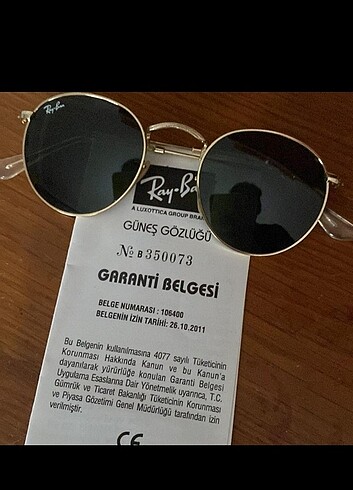 Ray-Ban
Ray-Ba
A LUXOTTICA GROUP BRAN
GÜNEŞ GÖZLÜĞÜ
No B 350073
GARANTİ BELGESİ
BELGE NUMARASI : 106400
BELGENİN İZİN TARİHİ: 26.10.2011
Bu Belgenin kullanılmasına 4077 sayılı Tüketicinin
Korunması Hakkında Kanun ve bu Kanun'a
dayanılarak yürürlüğe konulan Garanti Belgesi
Uygulama Esaslarına Dair Yönetmelik uyarınca, T.C.
Gümrük ve Ticaret Bakanlığı Tüketicinin Korunması
ve Piyasa Gözetimi Genel Müdürlüğü tarafından izin
verilmiştir.
CE